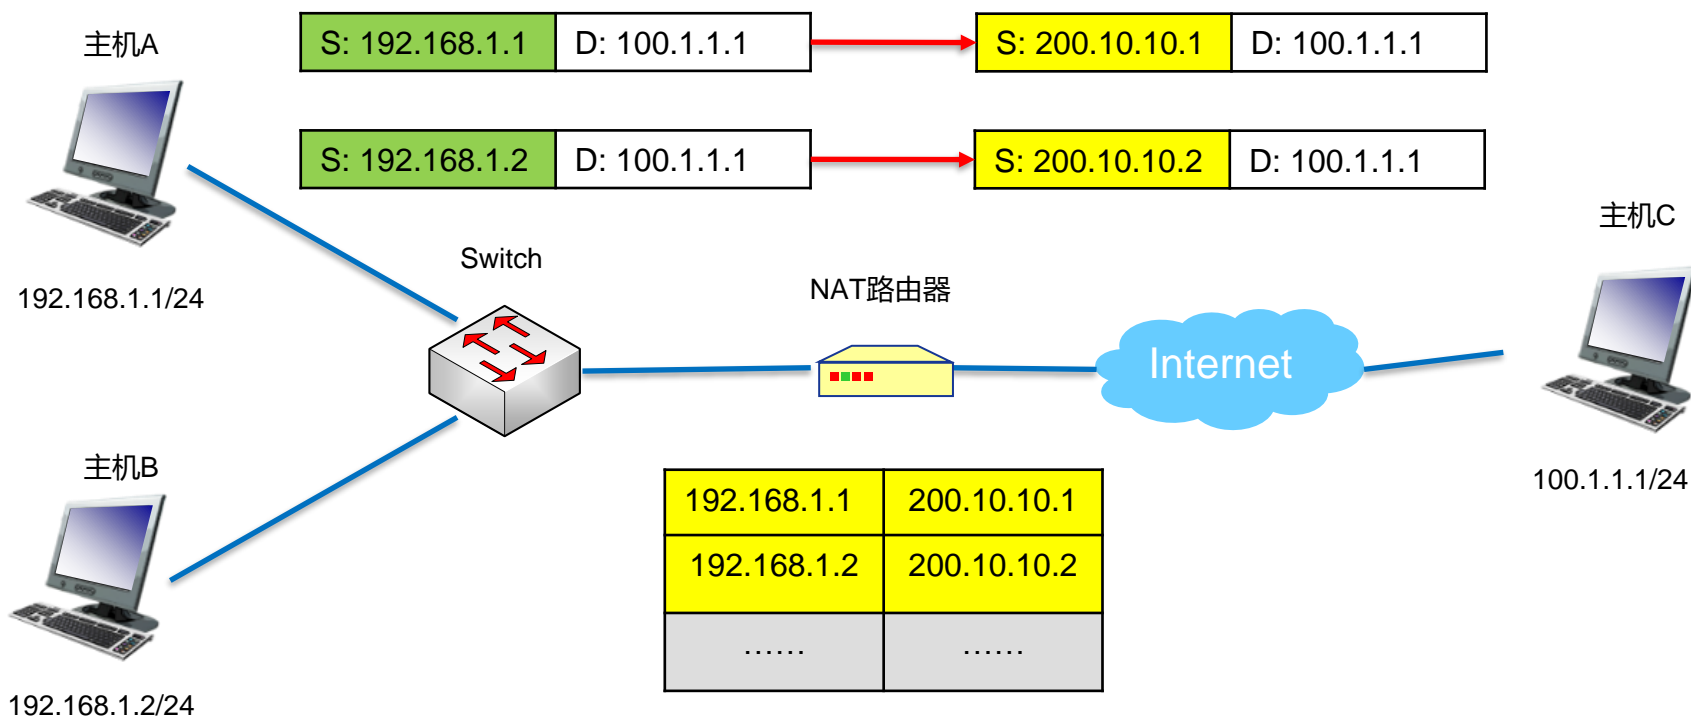 主机A
S: 192.168.1.1 D: 100.1.1.1 S: 200.10.10.1 D: 100.1.1.1
S: 192.168.1.2 D: 100.1.1.1 S: 200.10.10.2 D: 100.1.1.1
主机C
192.168.1.1/24
Switch
NAT路由器
Internet
主机B
100.1.1.1/24
192.168.1.1 200.10.10.1
192.168.1.2 200.10.10.2
…… ……
192.168.1.2/24